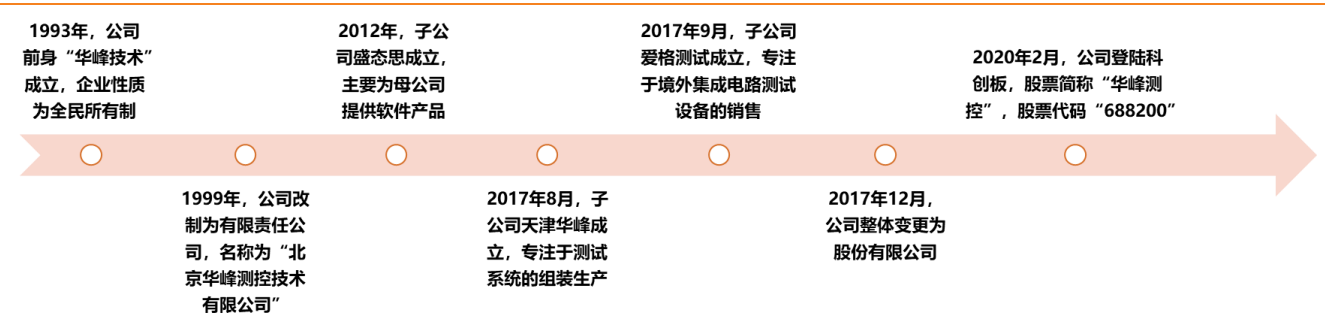 1993年，公司
前身“华峰技术”
成立，企业性质
为全民所有制
1999年，公司改
制为有限责任公
司，名称为“北
京华峰测控技术
有限公司”
2012年，子公
司盛态思成立，
主要为母公司
提供软件产品
2017年8月，子
公司天津华峰成
立，专注于测试
系统的组装生产
2017年9月，子公司
爱格测试成立，专注
于境外集成电路测试
设备的销售
2017年12月，
公司整体变更为
股份有限公司
2020年2月，公司登陆科
创板，股票简称“华峰测
控”，股票代码“688200”